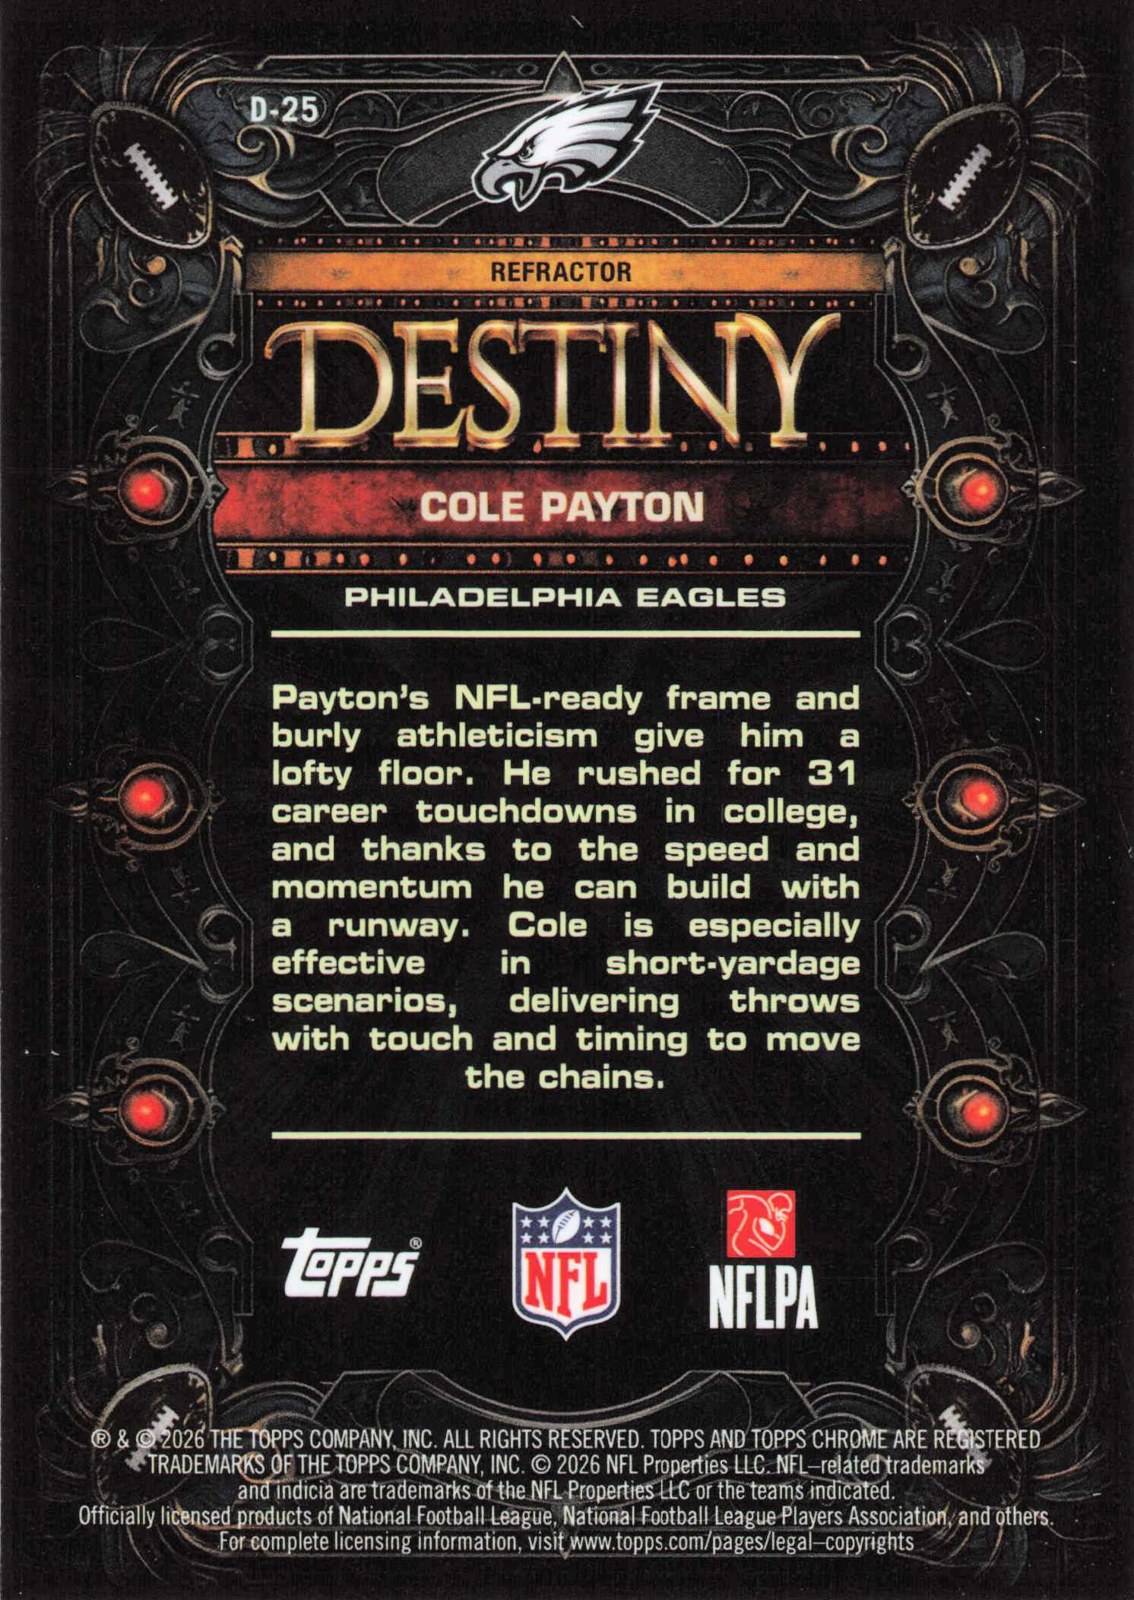 D-25
REFRACTOR
DESTINY
COLE PAYTON
PHILADELPHIA EAGLES
Payton's NFL-ready frame and
burly athleticism give him a
lofty floor. He rushed for 31
career touchdowns in college,
and thanks to the speed and
momentum he can build with
a runway. Cole is especially
effective in short-yardage
scenarios, delivering throws
with touch and timing to move
the chains.
TOPPS®
NFL
NFLPA
® & © 2026 THE TOPPS COMPANY, INC. ALL RIGHTS RESERVED. TOPPS AND TOPPS CHROME ARE REGISTERED
TRADEMARKS OF THE TOPPS COMPANY, INC. © 2026 NFL Properties LLC. NFL-related trademarks
and indicia are trademarks of the NFL Properties LLC or the teams indicated.
Officially licensed products of National Football League, National Football League Players Association, and others.
For complete licensing information, visit www.topps.com/pages/legal-copyrights